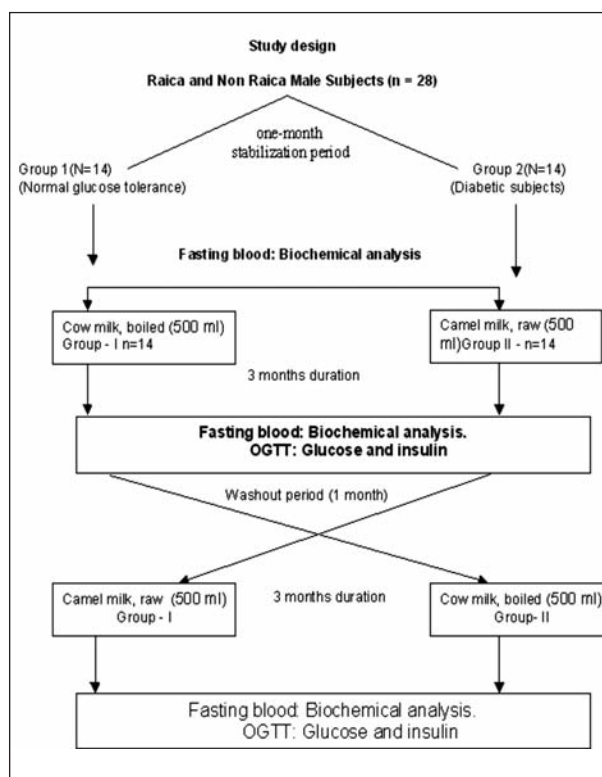 Study design
Raica and Non Raica Male Subjects (n = 28)
one-month
stabilization period
Group 1(N=14)
(Normal glucose tolerance)
Group 2(N=14)
(Diabetic subjects)
Fasting blood: Biochemical analysis
Cow milk, boiled (500 ml)
Group - I n=14
Camel milk, raw (500
ml)Group II - n=14
3 months duration
Fasting blood: Biochemical analysis.
OGTT: Glucose and insulin
Washout period (1 month)
Camel milk, raw (500 ml)
Group - I
3 months duration
Cow milk, boiled (500 ml)
Group- II
Fasting blood: Biochemical analysis.
OGTT: Glucose and insulin